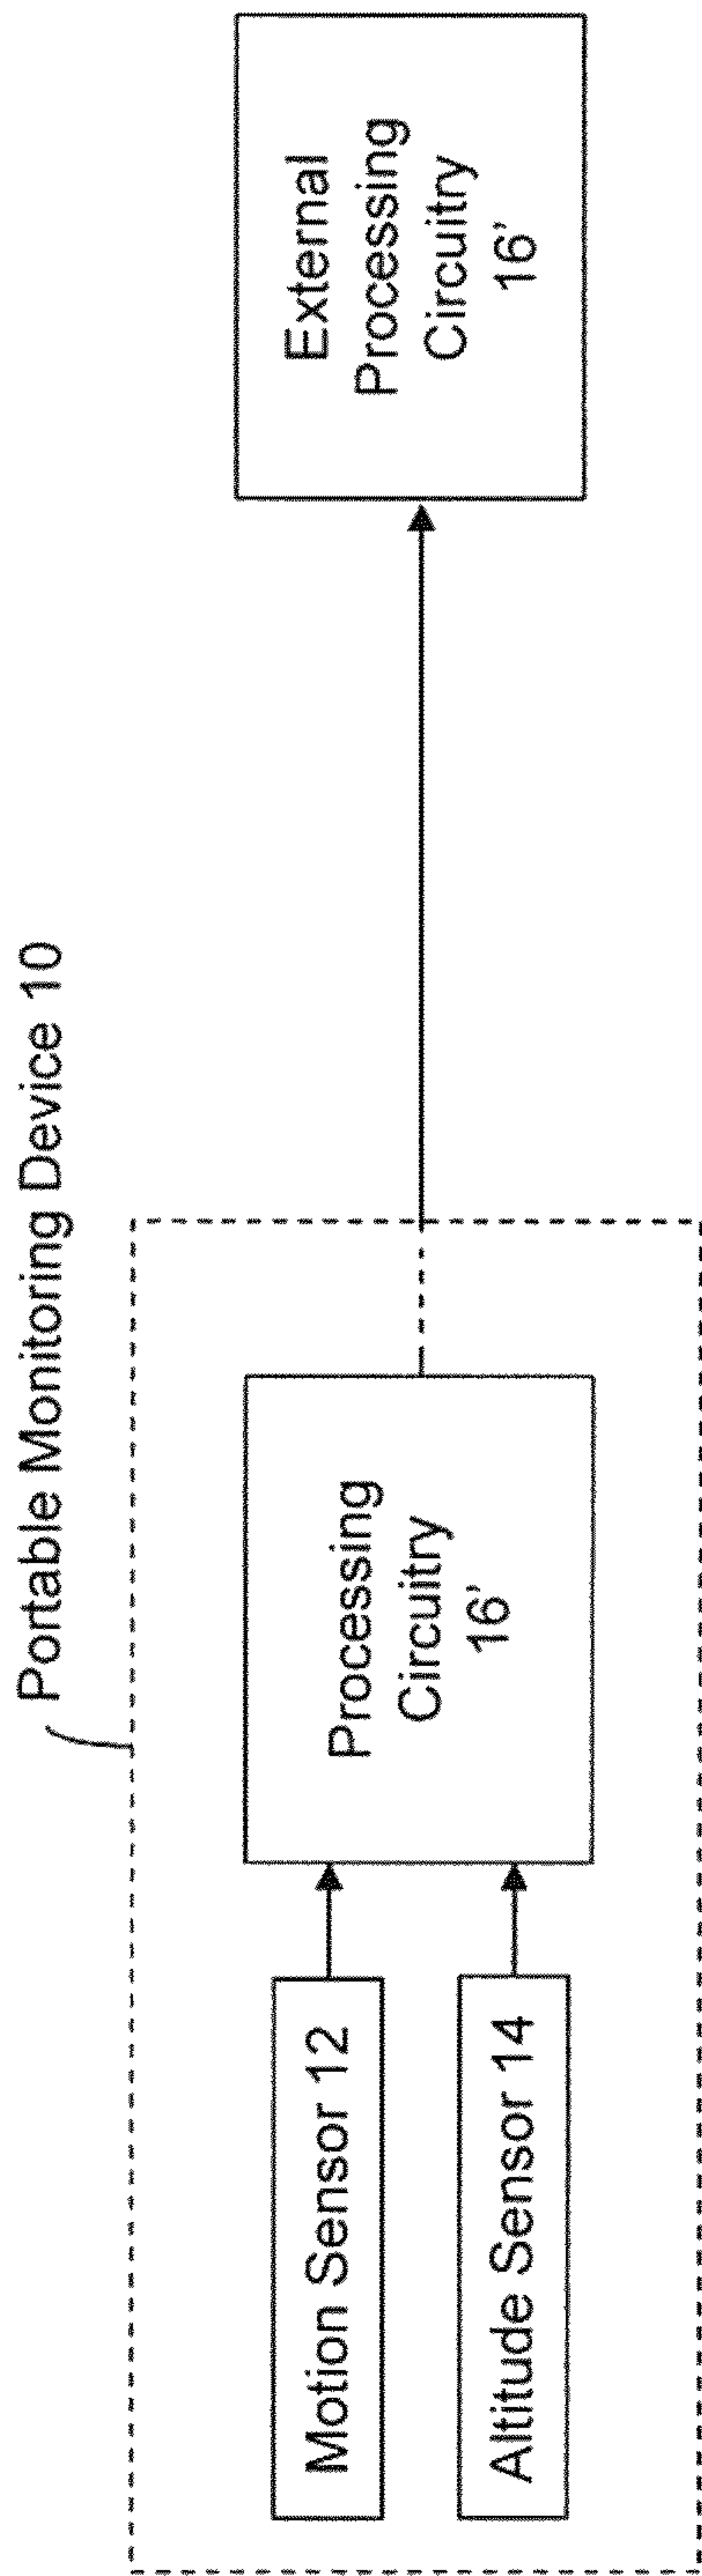 Portable Monitoring Device 10
Motion Sensor 12
Altitude Sensor 14
Processing
Circuitry
16'
External
Processing
Circuitry
16'